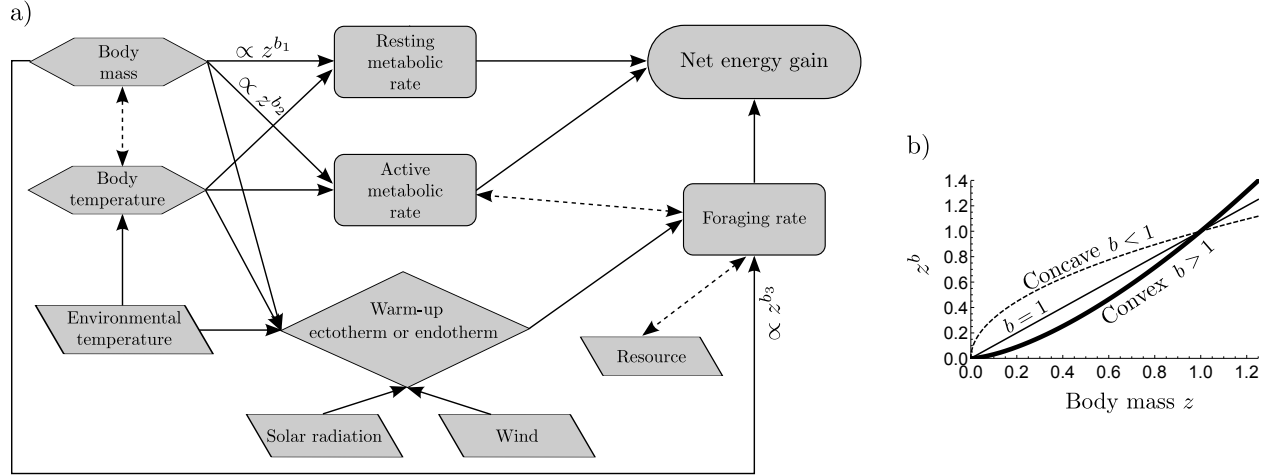 a)
Body
mass
∝ z^{b_1}
∝ z^{b_2}
Resting
metabolic
rate
Net energy gain
Body
temperature
Active
metabolic
rate
Foraging rate
Environmental
temperature
Warm-up
ectotherm or endotherm
Resource
∝ z^{b_3}
Solar radiation
Wind
b)
z^b
1.4
1.2
1.0
0.8
0.6
0.4
0.2
0.0
Concave b < 1
b = 1
Convex b > 1
0.0 0.2 0.4 0.6 0.8 1.0 1.2
Body mass z